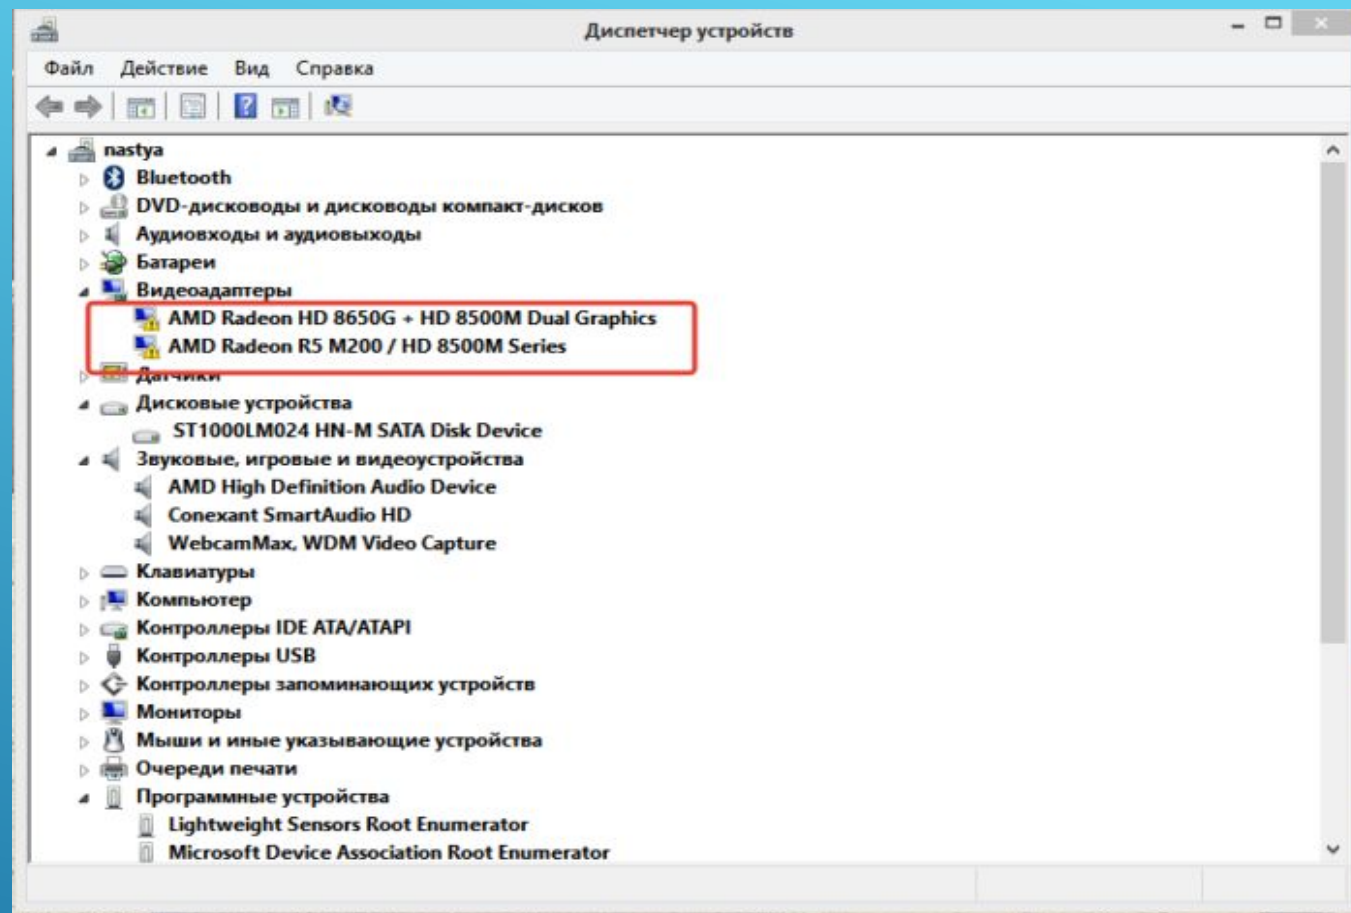 Диспетчер устройств
Файл Действие Вид Справка
nastya
Bluetooth
DVD-дисководы и дисководы компакт-дисков
Аудиовходы и аудиовыходы
Батареи
Видеоадаптеры
AMD Radeon HD 8650G + HD 8500M Dual Graphics
AMD Radeon R5 M200 / HD 8500M Series
Датчики
Дисковые устройства
ST1000LM024 HN-M SATA Disk Device
Звуковые, игровые и видеоустройства
AMD High Definition Audio Device
Conexant SmartAudio HD
WebcamMax, WDM Video Capture
Клавиатуры
Компьютер
Контроллеры IDE ATA/ATAPI
Контроллеры USB
Контроллеры запоминающих устройств
Мониторы
Мыши и иные указывающие устройства
Очереди печати
Программные устройства
Lightweight Sensors Root Enumerator
Microsoft Device Association Root Enumerator